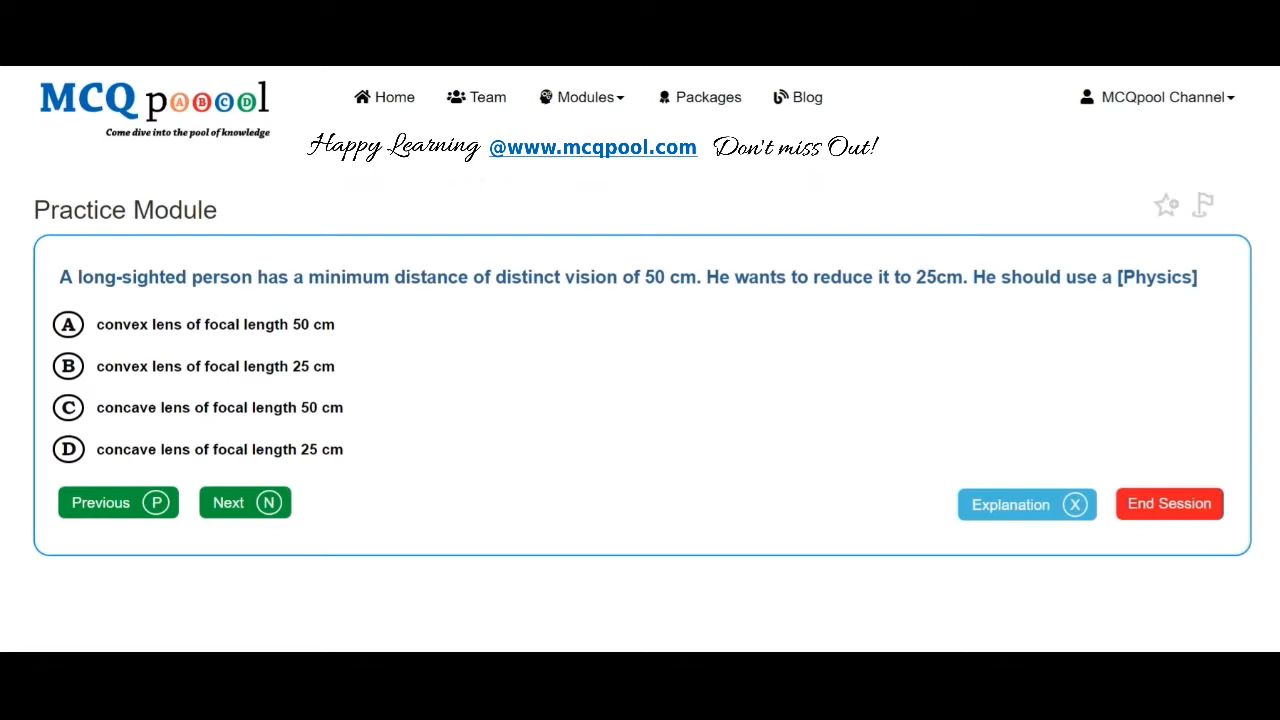 MCQ pooool
Come dive into the pool of knowledge
Home Team Modules Packages Blog MCQpool Channel
Happy Learning @www.mcqpool.com Don't miss Out!
Practice Module
A long-sighted person has a minimum distance of distinct vision of 50 cm. He wants to reduce it to 25cm. He should use a [Physics]
A convex lens of focal length 50 cm
B convex lens of focal length 25 cm
C concave lens of focal length 50 cm
D concave lens of focal length 25 cm
Previous P Next N Explanation X End Session